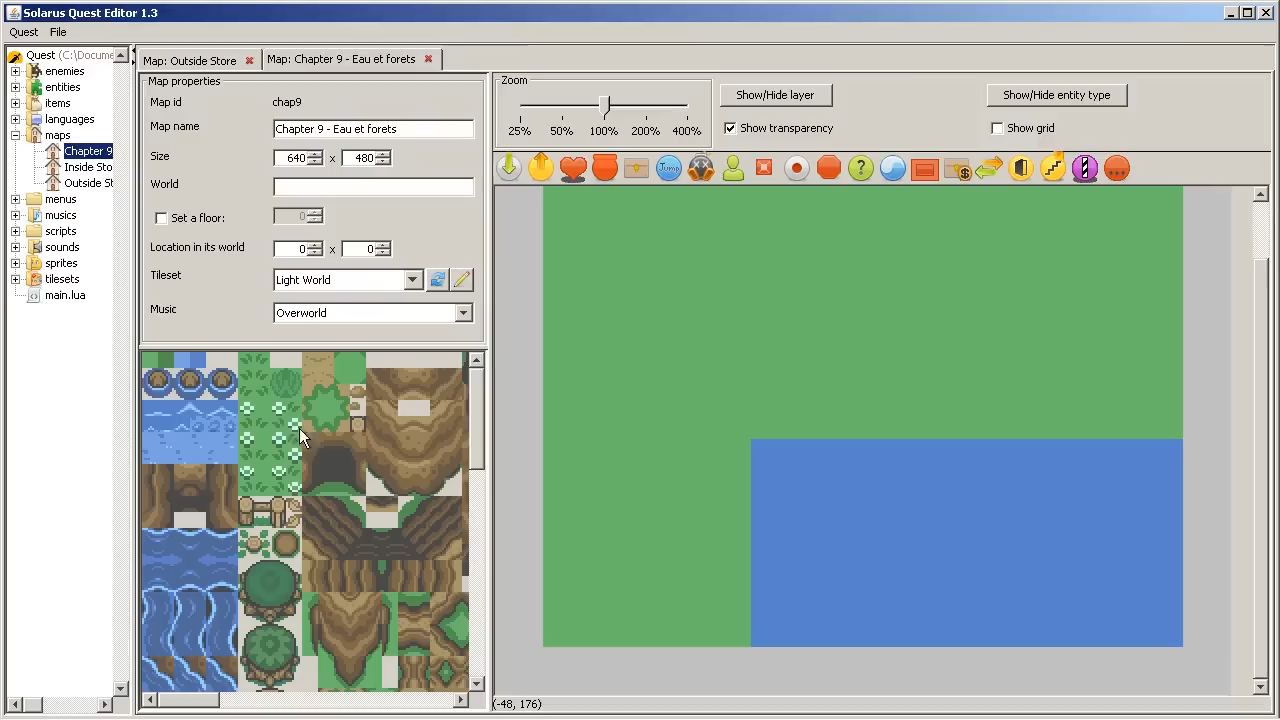 Solarus Quest Editor 1.3
Quest File
Quest (C:\Docume
enemies
entities
items
languages
maps
Chapter 9
Inside Sto
Outside St
menus
musics
scripts
sounds
sprites
tilesets
main.lua
Map: Outside Store
Map: Chapter 9 - Eau et forets
Map properties
Map id chap9
Map name Chapter 9 - Eau et forets
Size 640 x 480
World
Set a floor: 0
Location in its world 0 x 0
Tileset Light World
Music Overworld
Zoom
25% 50% 100% 200% 400%
Show/Hide layer
Show transparency
Show/Hide entity type
Show grid
Jump
?
$
(-48, 176)